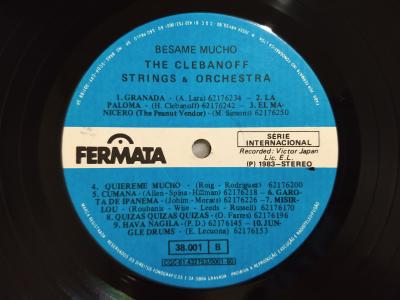 BESAME MUCHO
THE CLEBANOFF
STRINGS & ORCHESTRA
1. GRANADA - (A. Lara) 62176234 - 2. LA
PALOMA - (H. Clebanoff) 62176242 - 3. EL MA-
NICERO (The Peanut Vendor) - (M. Simons) 62176250
FERMATA
SÉRIE
INTERNACIONAL
Recorded: Victor Japan
Lic. E.L.
(P) 1983-STEREO
4. QUIEREME MUCHO - (Roig - Rodriguez) 62176200
5. CUMANA - (Allen-Spina-Hillman) 62176218 - 6. GARO-
TA DE IPANEMA - (Johim - Moraes) 62176226 - 7- MISIR-
LOU - (Roubanis - Wise - Leeds - Russell) 62176170
8. QUIZAS QUIZAS QUIZAS - (O. Farres) 62176196
9. HAVA NAGILA - (P. D.) 62176145 - 10. JUN-
GLE DRUMS - (E. Lecuona) 62176153
38.001 B